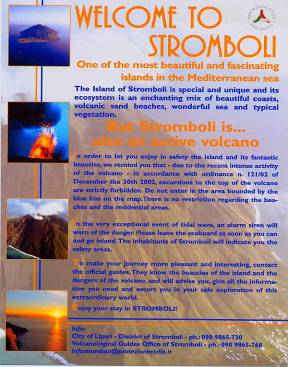 WELCOME TO
STROMBOLI
One of the most beautiful and fascinating
islands in the Mediterranean sea
The Island of Stromboli is special and unique and its
ecosystem is an enchanting mix of beautiful coasts,
volcanic sand beaches, wonderful sea and typical
vegetation.
But Stromboli is...
also an active volcano
In order to let you enjoy in safety the island and its fantastic
beauties, we remind you that - due to the recent intense activity
of the volcano - in accordance with ordinance n. 121/02 of
December the 30th 2002, excursions to the top of the volcano
are strictly forbidden. Do not enter in the area bounded by the
blue line on the map. There is no restriction regarding the bea-
ches and the residential areas.
In the very exceptional event of tidal wave, an alarm siren will
warn of the danger. Please leave the seaboard as soon as you can
and go inland. The inhabitants of Stromboli will indicate you the
safety areas.
To make your journey more pleasant and interesting, contact
the official guides. They know the beauties of the island and the
dangers of the volcano, and will advise you, give all the informa-
tion you need and escort you in your safe exploration of this
extraordinary world.
Enjoy your stay in STROMBOLI!
Info:
City of Lipari - District of Stromboli - ph.: 090 9865-730
Volcanological Guides Office of Stromboli - ph.: 090 9865-768
infostromboli@protezionecivile.it